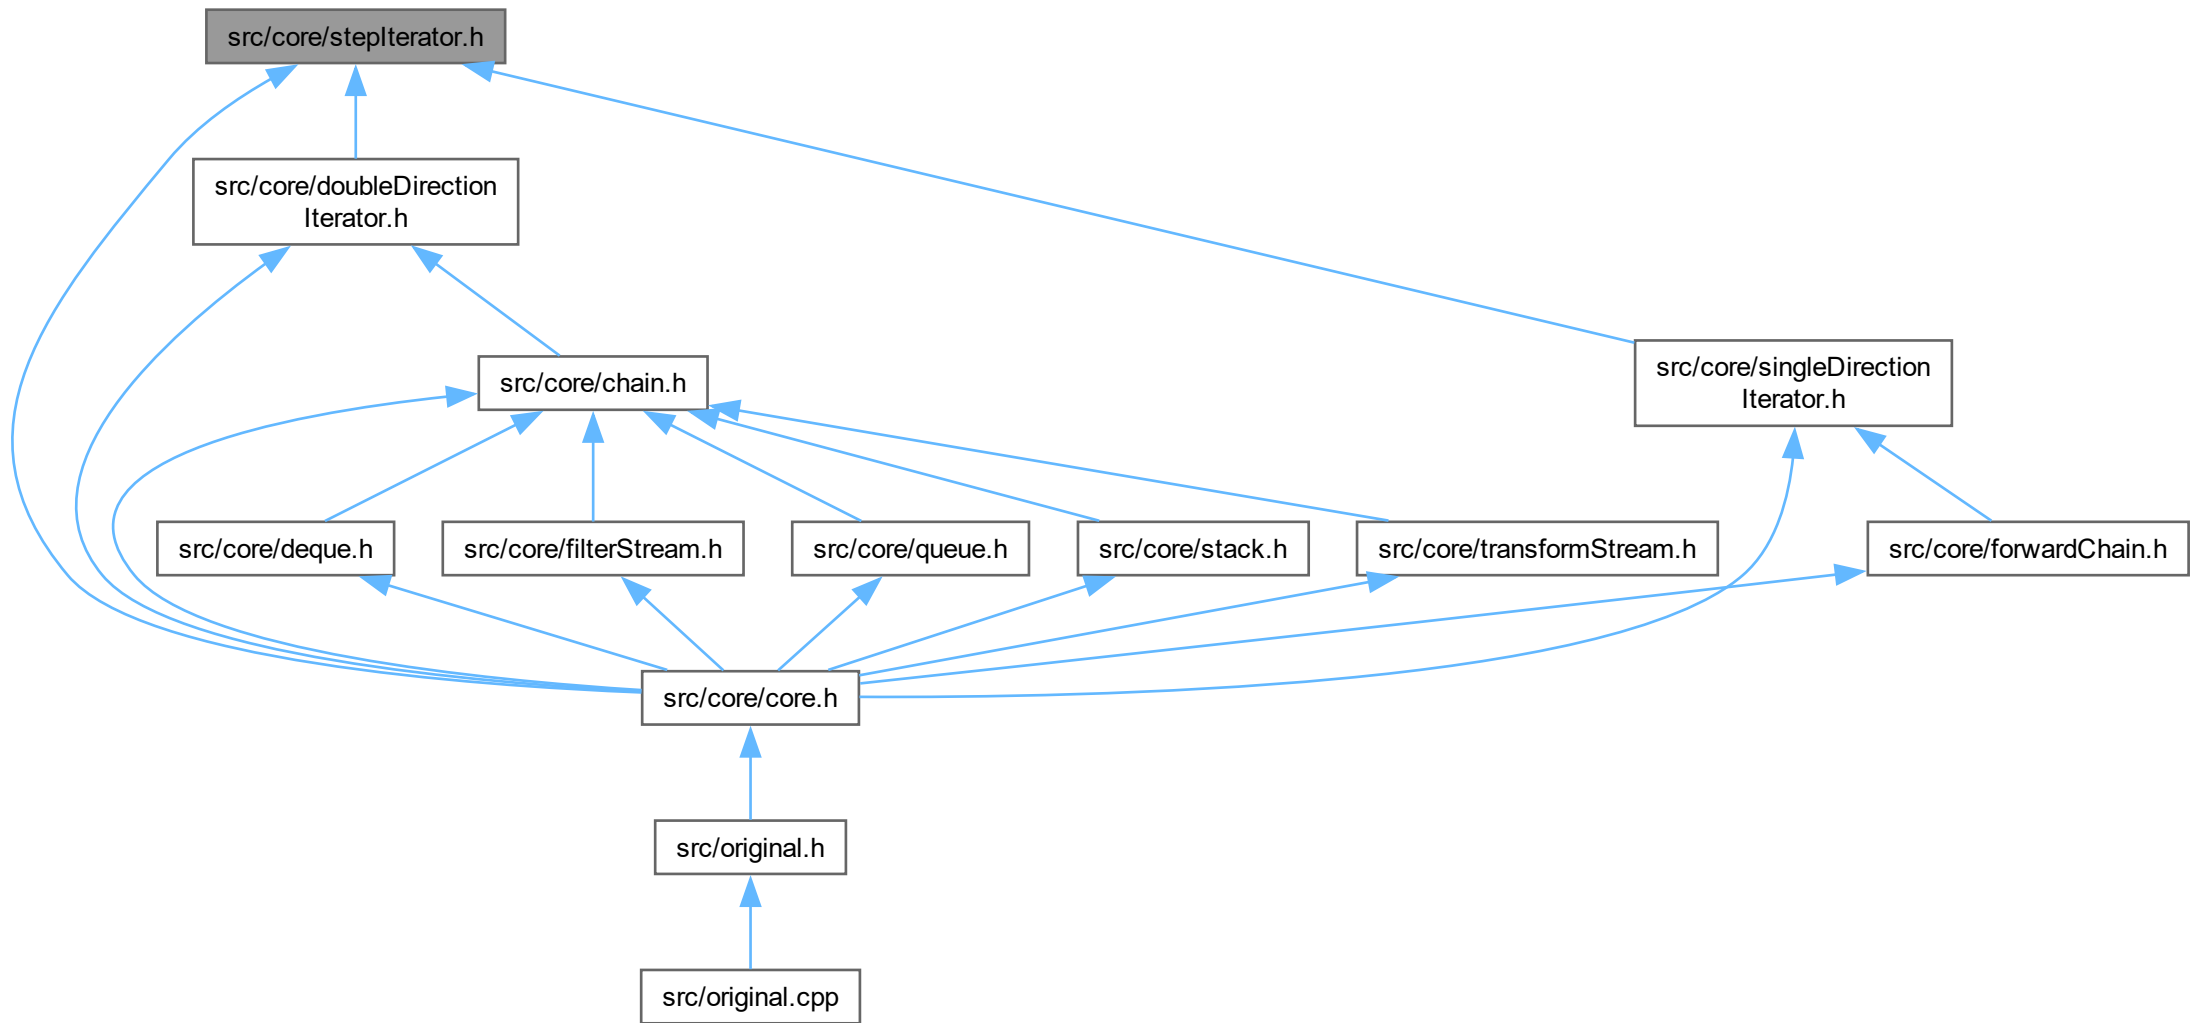 src/core/stepIterator.h
src/core/doubleDirection
Iterator.h
src/core/singleDirection
Iterator.h
src/core/chain.h
src/core/deque.h
src/core/filterStream.h
src/core/queue.h
src/core/stack.h
src/core/transformStream.h
src/core/forwardChain.h
src/core/core.h
src/original.h
src/original.cpp